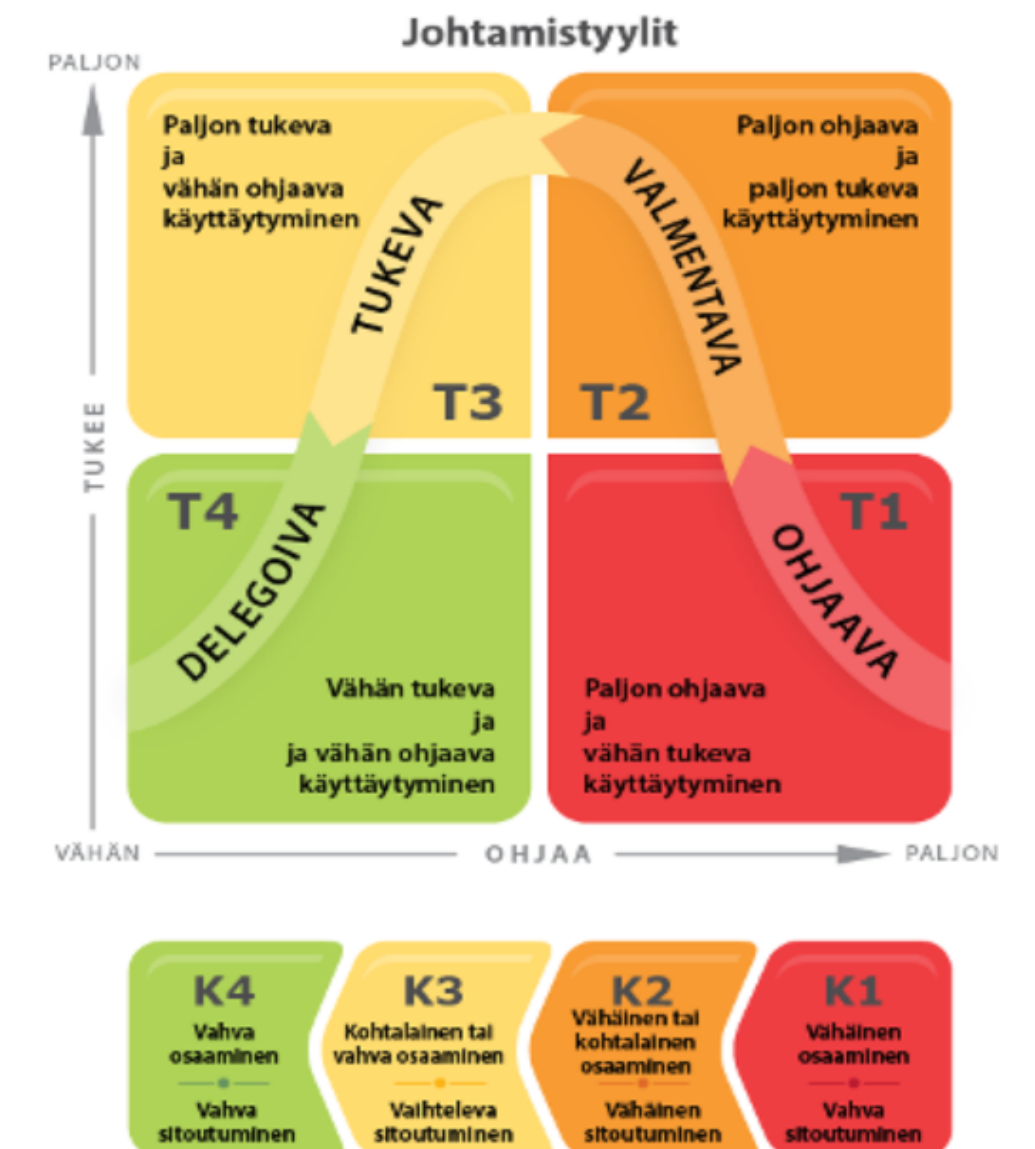 Johtamistyylit
PALJON
Paljon tukeva
ja
vähän ohjaava
käyttäytyminen
TUKEVA
T3
Paljon ohjaava
ja
paljon tukeva
käyttäytyminen
VALMENTAVA
T2
TUKEE
T4
DELEGOIVA
Vähän tukeva
ja
ja vähän ohjaava
käyttäytyminen
T1
OHJAAVA
Paljon ohjaava
ja
vähän tukeva
käyttäytyminen
VÄHÄN
OHJAA
PALJON
K4
Vahva
osaaminen
Vahva
sitoutuminen
K3
Kohtalainen tai
vahva osaaminen
Vaihteleva
sitoutuminen
K2
Vähäinen tai
kohtalainen
osaaminen
Vähäinen
sitoutuminen
K1
Vähäinen
osaaminen
Vahva
sitoutuminen